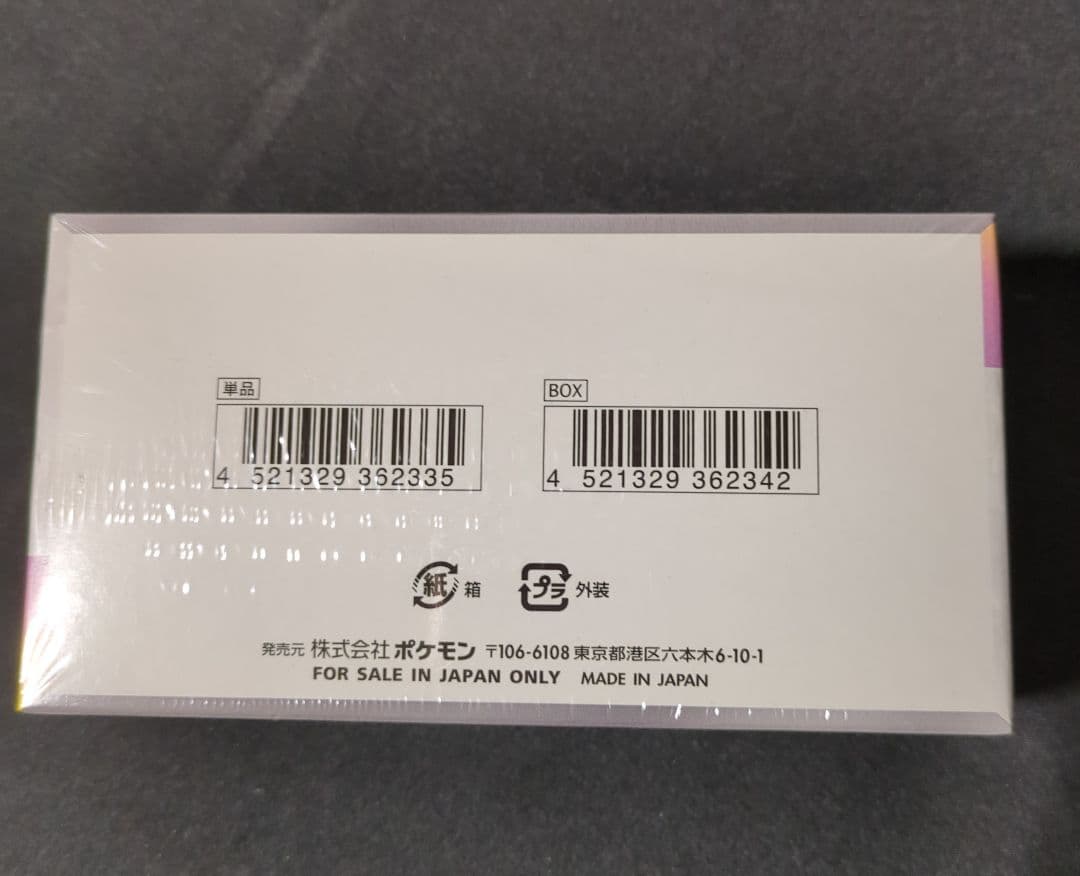 単品
4 521329 362335
BOX
4 521329 362342
紙 箱
プラ 外装
発売元 株式会社ポケモン 〒106-6108 東京都港区六本木6-10-1
FOR SALE IN JAPAN ONLY MADE IN JAPAN